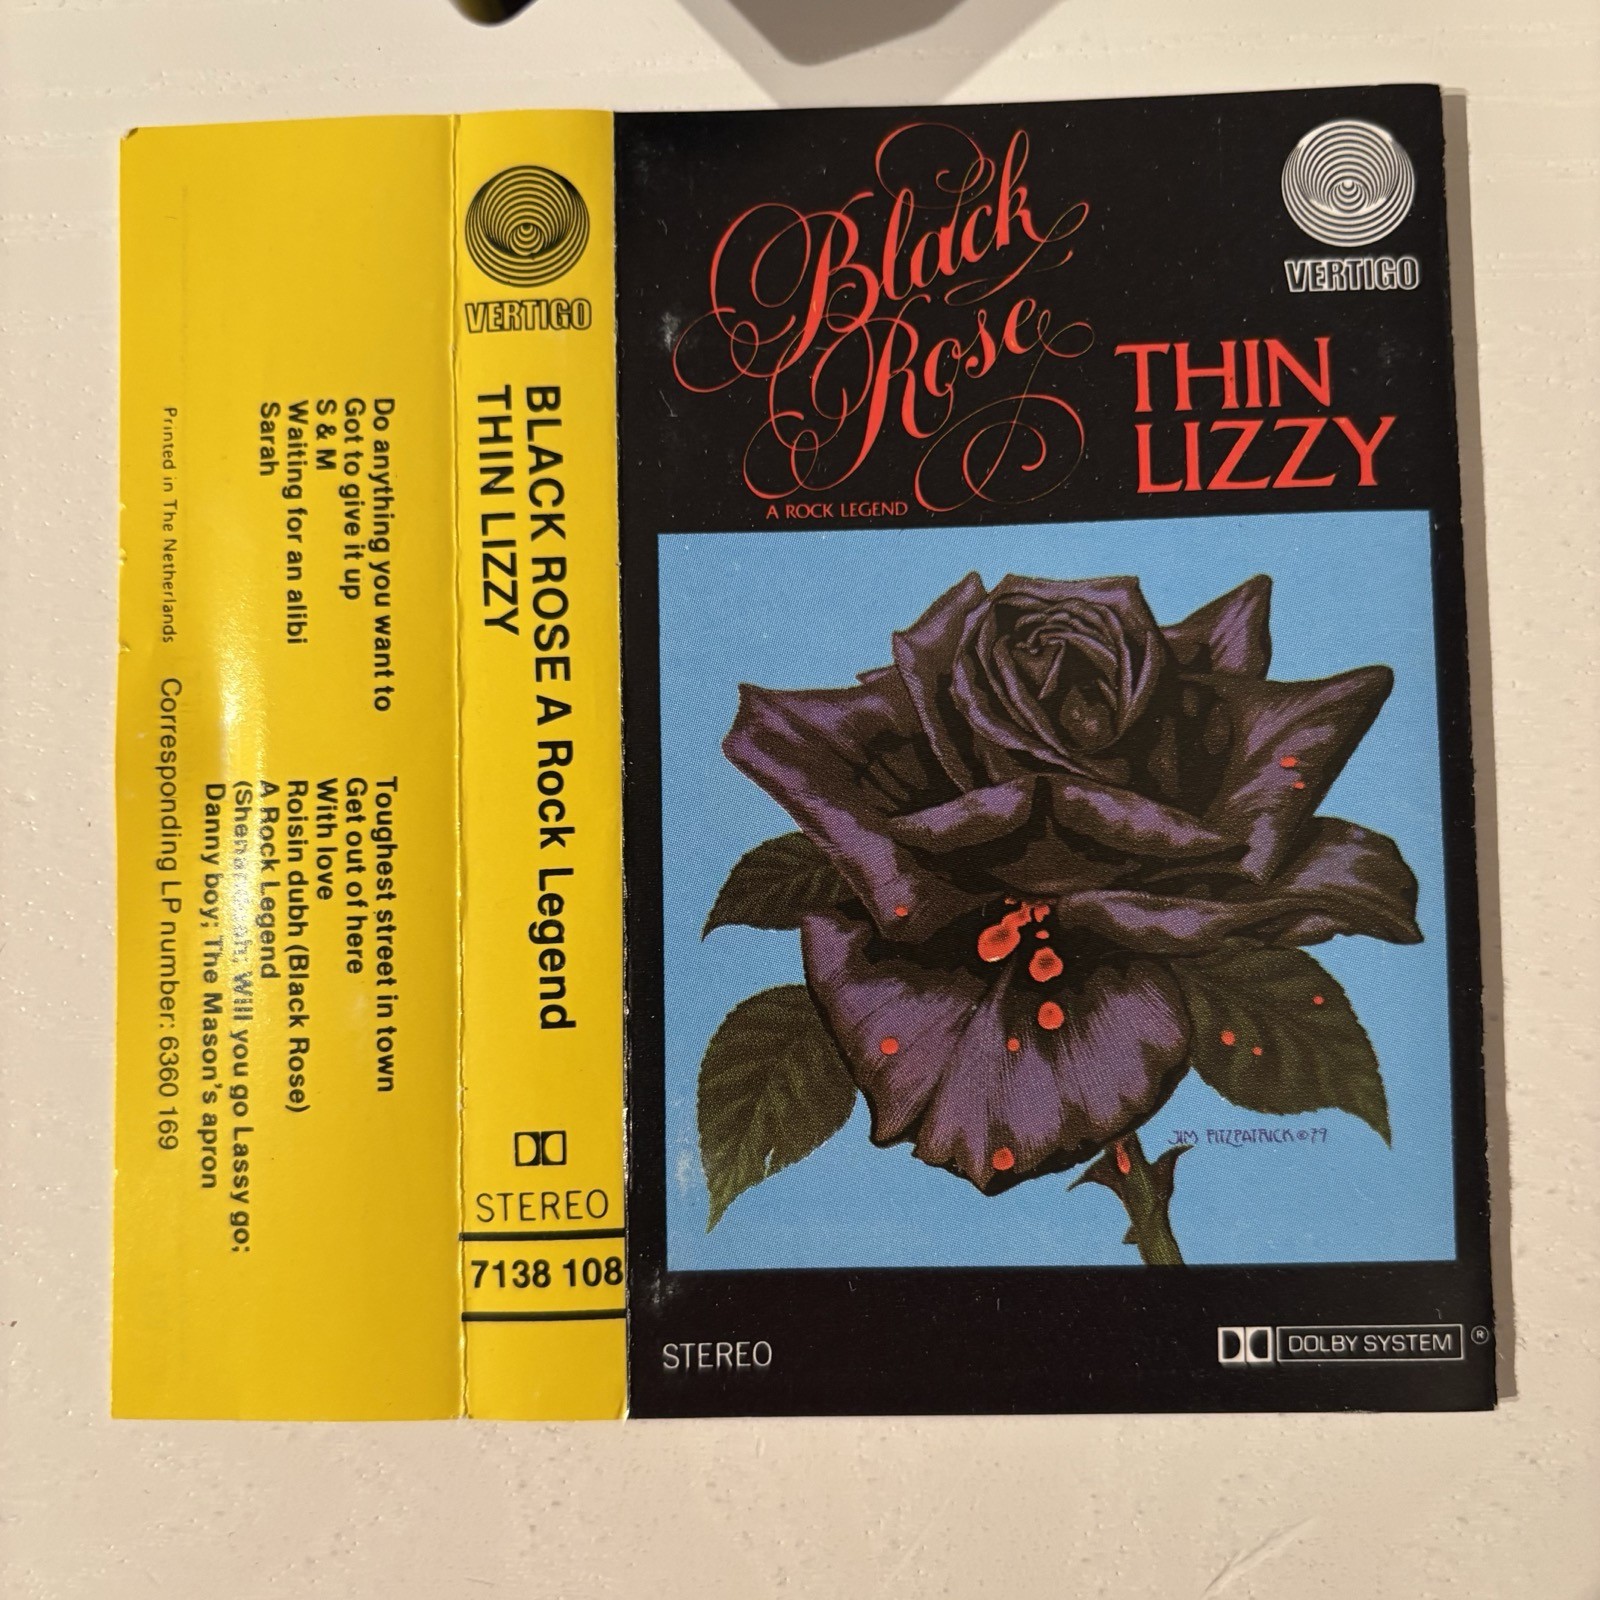 Do anything you want to
Got to give it up
S & M
Waiting for an alibi
Sarah
Toughest street in town
Get out of here
With love
Roisin dubh (Black Rose)
A Rock Legend
(Shenandoah; Will you go Lassy go;
Danny boy; The Mason's apron
Printed in The Netherlands
Corresponding LP number: 6360 169
VERTIGO
BLACK ROSE A Rock Legend
THIN LIZZY
STEREO
7138 108
Black
Rose
A ROCK LEGEND
VERTIGO
THIN
LIZZY
JIM FITZPATRICK © 79
STEREO
DOLBY SYSTEM ®